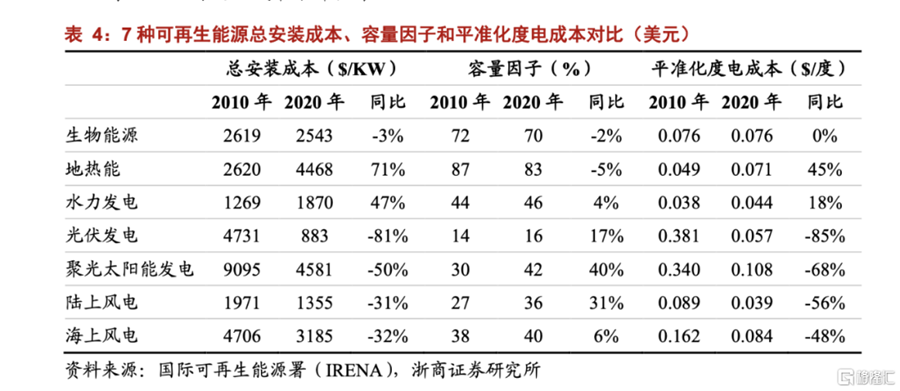 表 4：7 种可再生能源总安装成本、容量因子和平准化度电成本对比（美元）
总安装成本（$/KW） 容量因子（%） 平准化度电成本（$/度）
2010 年 2020 年 同比 2010 年 2020 年 同比 2010 年 2020 年 同比
生物能源 2619 2543 -3% 72 70 -2% 0.076 0.076 0%
地热能 2620 4468 71% 87 83 -5% 0.049 0.071 45%
水力发电 1269 1870 47% 44 46 4% 0.038 0.044 18%
光伏发电 4731 883 -81% 14 16 17% 0.381 0.057 -85%
聚光太阳能发电 9095 4581 -50% 30 42 40% 0.340 0.108 -68%
陆上风电 1971 1355 -31% 27 36 31% 0.089 0.039 -56%
海上风电 4706 3185 -32% 38 40 6% 0.162 0.084 -48%
资料来源：国际可再生能源署（IRENA），浙商证券研究所
格隆汇